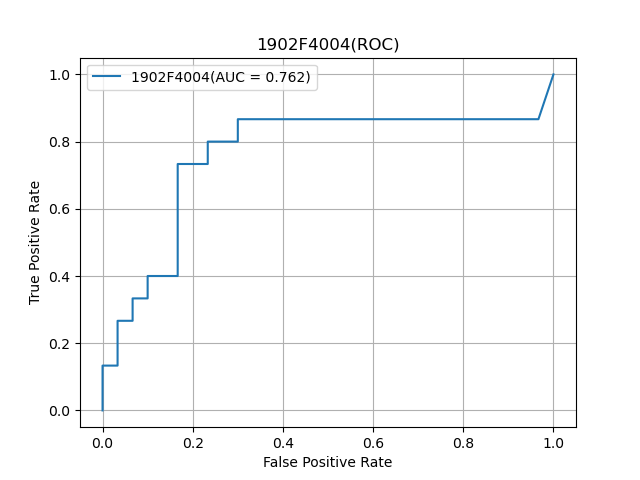 1902F4004(ROC)
1902F4004(AUC = 0.762)
1.0
0.8
0.6
0.4
0.2
0.0
True Positive Rate
0.0 0.2 0.4 0.6 0.8 1.0
False Positive Rate